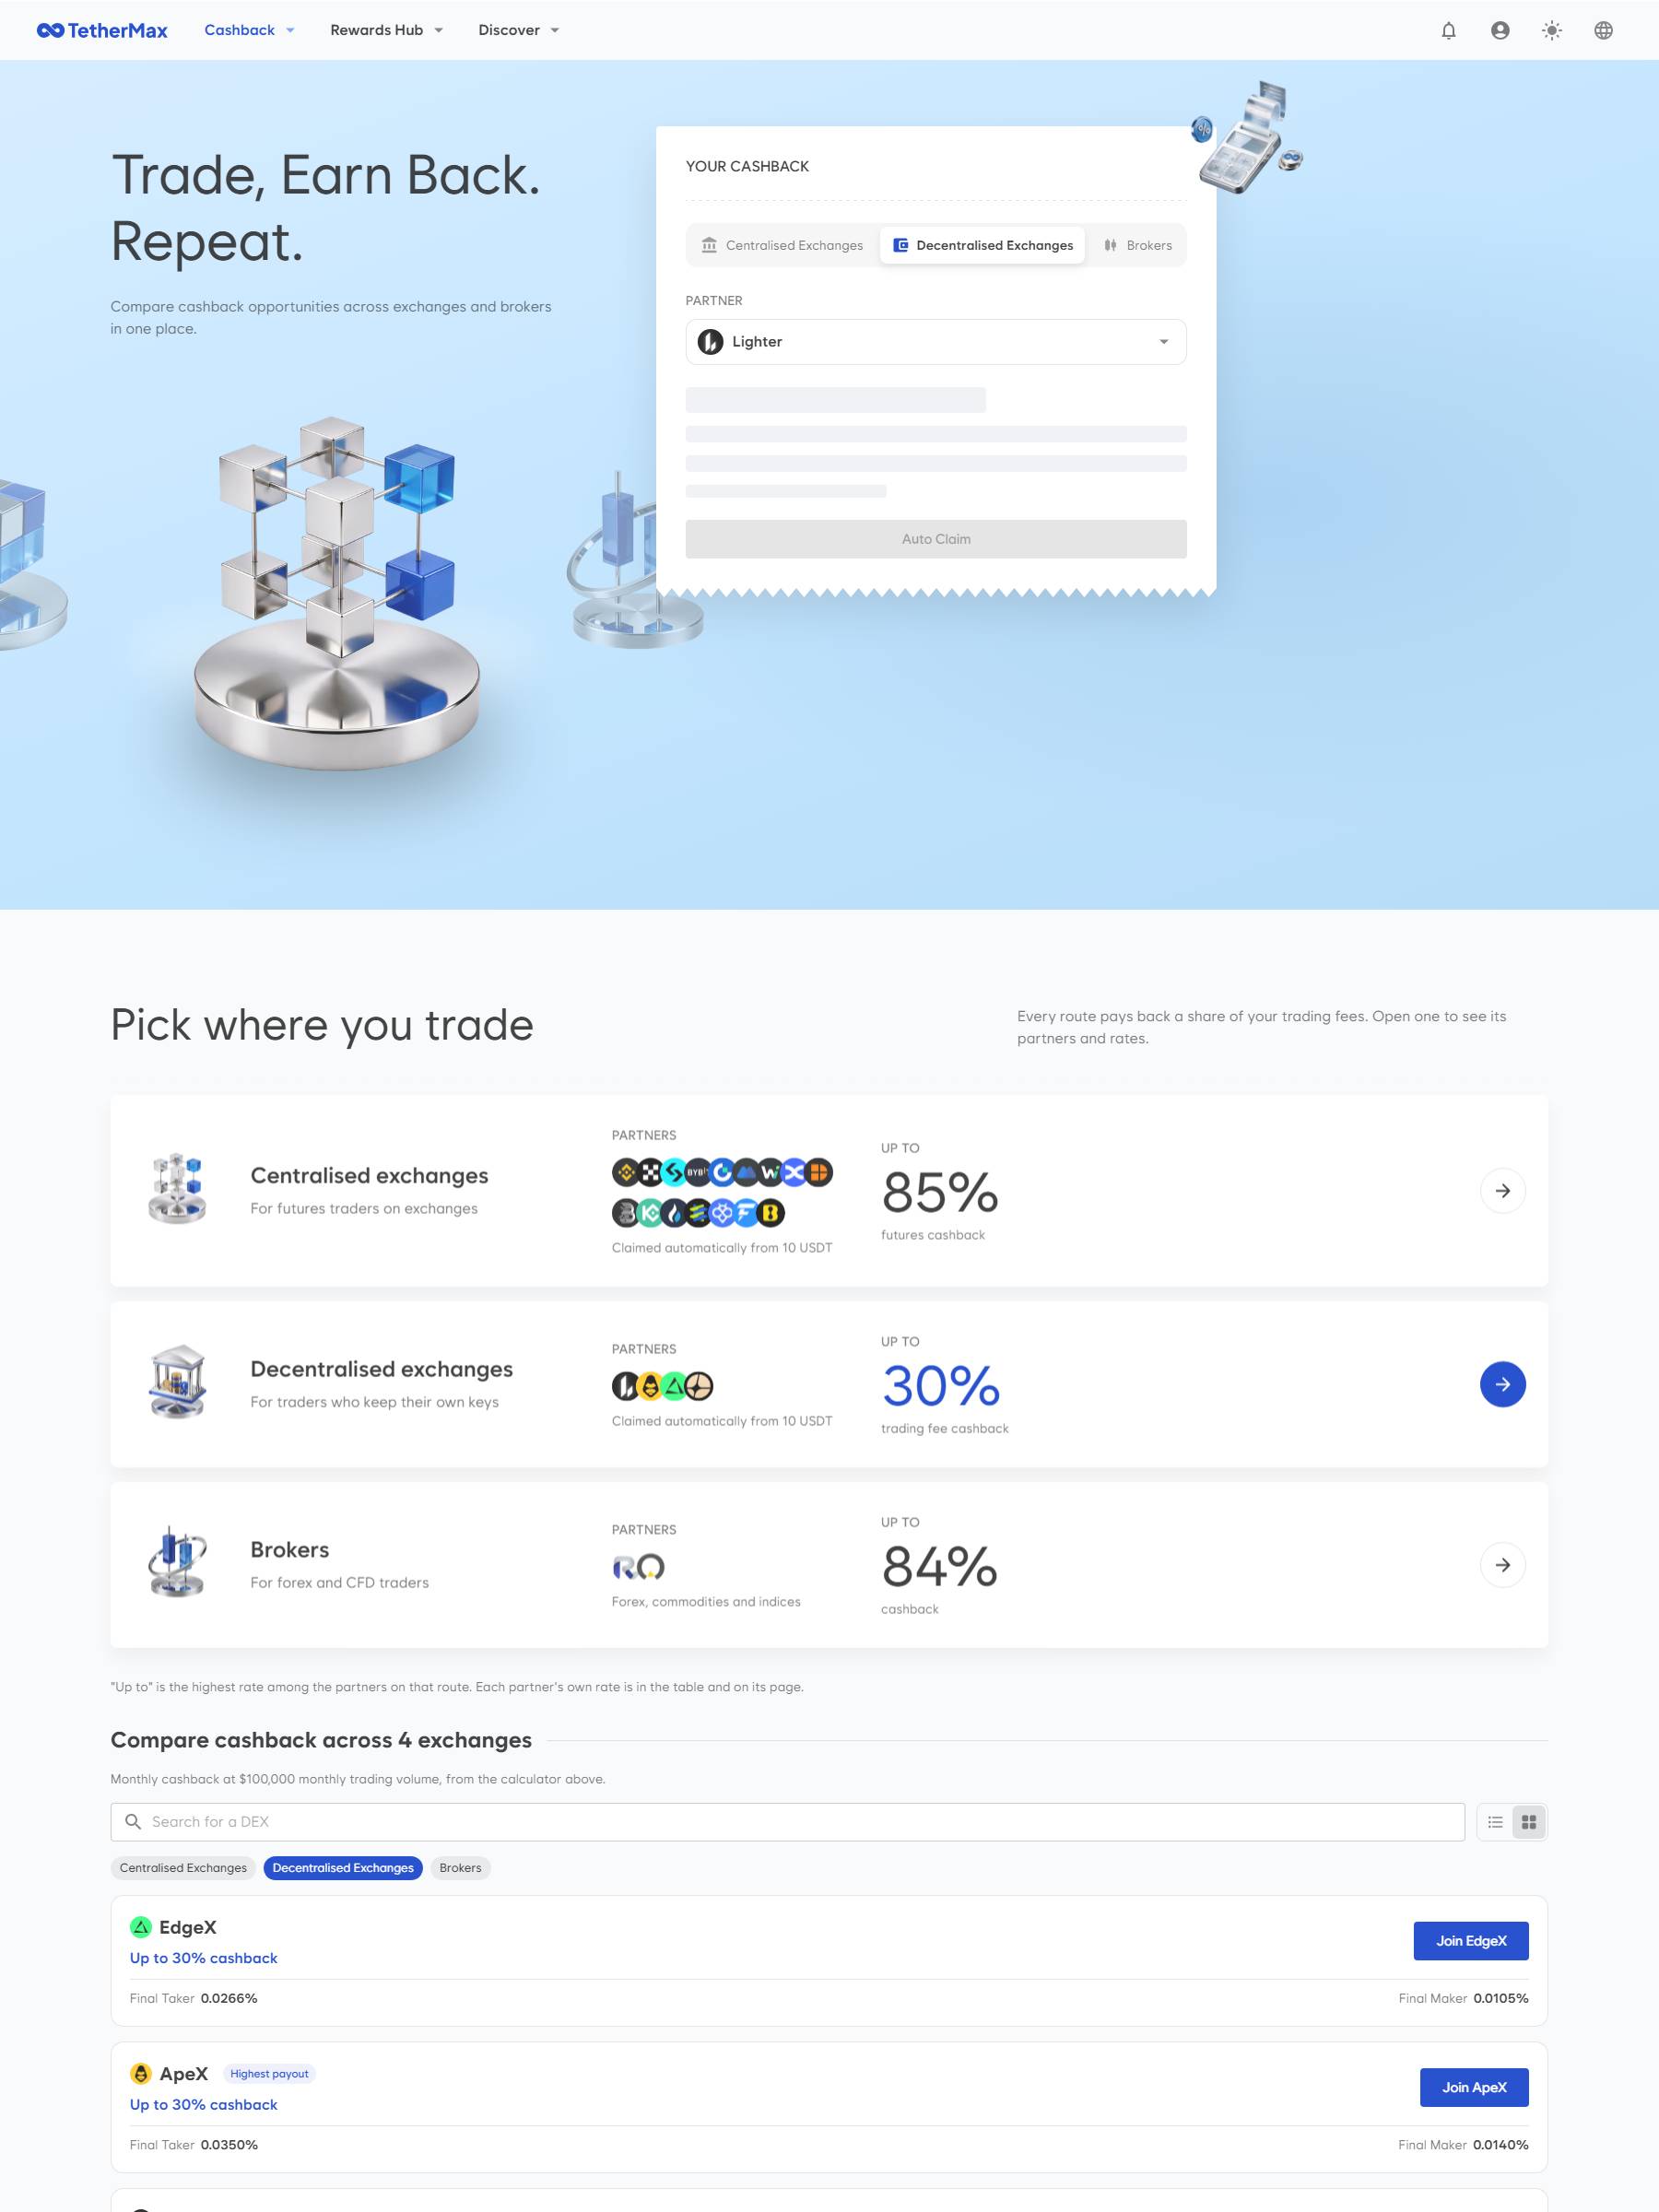 TetherMax
Cashback
Rewards Hub
Discover
Trade, Earn Back.
Repeat.
Compare cashback opportunities across exchanges and brokers
in one place.
YOUR CASHBACK
Centralised Exchanges
Decentralised Exchanges
Brokers
PARTNER
Lighter
Auto Claim
Pick where you trade
Every route pays back a share of your trading fees. Open one to see its
partners and rates.
Centralised exchanges
For futures traders on exchanges
PARTNERS
Claimed automatically from 10 USDT
UP TO
85%
futures cashback
Decentralised exchanges
For traders who keep their own keys
PARTNERS
Claimed automatically from 10 USDT
UP TO
30%
trading fee cashback
Brokers
For forex and CFD traders
PARTNERS
Forex, commodities and indices
UP TO
84%
cashback
"Up to" is the highest rate among the partners on that route. Each partner's own rate is in the table and on its page.
Compare cashback across 4 exchanges
Monthly cashback at $100,000 monthly trading volume, from the calculator above.
Search for a DEX
Centralised Exchanges
Decentralised Exchanges
Brokers
EdgeX
Up to 30% cashback
Join EdgeX
Final Taker 0.0266%
Final Maker 0.0105%
ApeX
Highest payout
Up to 30% cashback
Join ApeX
Final Taker 0.0350%
Final Maker 0.0140%